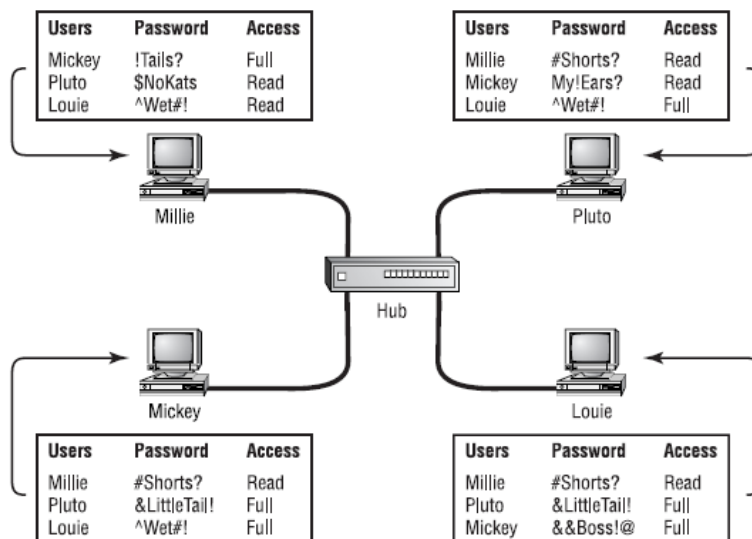 Users Password Access
Mickey !Tails? Full
Pluto $NoKats Read
Louie ^Wet#! Read
Users Password Access
Millie #Shorts? Read
Mickey My!Ears? Read
Louie ^Wet#! Full
Millie
Pluto
Hub
Mickey
Louie
Users Password Access
Millie #Shorts? Read
Pluto &LittleTail! Full
Louie ^Wet#! Full
Users Password Access
Millie #Shorts? Read
Pluto &LittleTail! Full
Mickey &&Boss!@ Full